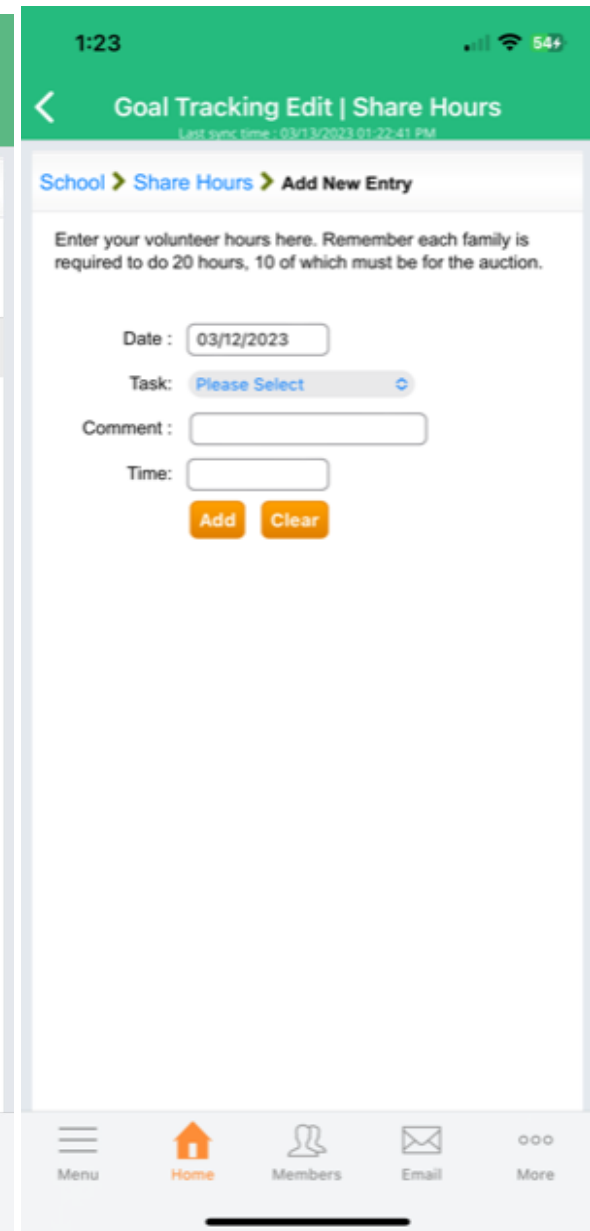 1:23
54
Goal Tracking Edit | Share Hours
Last sync time : 03/13/2023 01:22:41 PM
School > Share Hours > Add New Entry
Enter your volunteer hours here. Remember each family is
required to do 20 hours, 10 of which must be for the auction.
Date : 03/12/2023
Task: Please Select
Comment :
Time:
Add Clear
Menu Home Members Email More